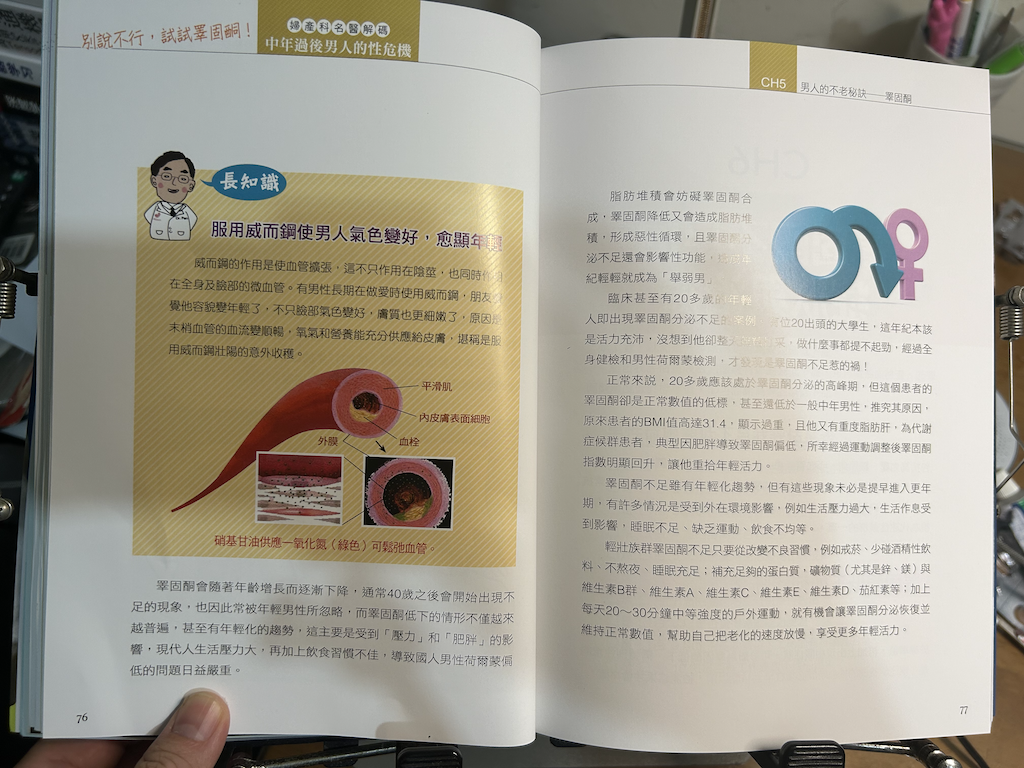 別說不行，試試睪固酮！
婦產科名醫解碼
中年過後男人的性危機
長知識
服用威而鋼使男人氣色變好，愈顯年輕
威而鋼的作用是使血管擴張，這不只作用在陰莖，也同時作用
在全身及臉部的微血管。有男性長期在做愛時使用威而鋼，朋友
覺他容貌變年輕了，不只臉部氣色變好，膚質也更細嫩了，原因是
末梢血管的血流變順暢，氧氣和營養能充分供應給皮膚，堪稱是服
用威而鋼壯陽的意外收穫。
平滑肌
內皮膚表面細胞
外膜
血栓
硝基甘油供應一氧化氮（綠色）可鬆弛血管。
睪固酮會隨著年齡增長而逐漸下降，通常40歲之後會開始出現不
足的現象，也因此常被年輕男性所忽略，而睪固酮低下的情形不僅越來
越普遍，甚至有年輕化的趨勢，這主要是受到「壓力」和「肥胖」的影
響，現代人生活壓力大，再加上飲食習慣不佳，導致國人男性荷爾蒙偏
低的問題日益嚴重。
76
CH5
男人的不老秘訣——睪固酮
脂肪堆積會妨礙睪固酮合
成，睪固酮降低又會造成脂肪堆
積，形成惡性循環，且睪固酮分
泌不足還會影響性功能，年
紀輕輕就成為「舉弱男」。
臨床甚至有20多歲的年輕
人即出現睪固酮分泌不足的案例，有位20出頭的大學生，這年紀本該
是活力充沛，沒想到他卻整天，做什麼事都提不起勁，經過全
身健檢和男性荷爾蒙檢測，才發現是睪固酮不足惹的禍！
正常來說，20多歲應該處於睪固酮分泌的高峰期，但這個患者的
睪固酮卻是正常數值的低標，甚至還低於一般中年男性，推究其原因，
原來患者的BMI值高達31.4，顯示過重，且他又有重度脂肪肝，為代謝
症候群患者，典型因肥胖導致睪固酮偏低，所幸經過運動調整後睪固酮
指數明顯回升，讓他重拾年輕活力。
睪固酮不足雖有年輕化趨勢，但有這些現象未必是提早進入更年
期，有許多情況是受到外在環境影響，例如生活壓力過大，生活作息受
到影響，睡眠不足、缺乏運動、飲食不均等。
輕壯族群睪固酮不足只要從改變不良習慣，例如戒菸、少碰酒精性飲
料、不熬夜、睡眠充足；補充足夠的蛋白質，礦物質（尤其是鋅、鎂）與
維生素B群、維生素A、維生素C、維生素E、維生素D、茄紅素等；加上
每天20～30分鐘中等強度的戶外運動，就有機會讓睪固酮分泌恢復並
維持正常數值，幫助自己把老化的速度放慢，享受更多年輕活力。
77